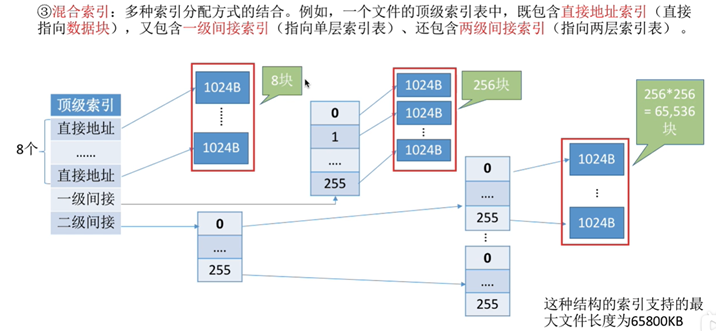 ③混合索引：多种索引分配方式的结合。例如，一个文件的顶级索引表中，既包含直接地址索引（直接
指向数据块），又包含一级间接索引（指向单层索引表）、还包含两级间接索引（指向两层索引表）。
顶级索引
8个
直接地址
......
直接地址
一级间接
二级间接
1024B
1024B
8块
0
1
....
255
1024B
1024B
1024B
256块
0
....
255
0
....
255
0
....
255
1024B
1024B
256*256
= 65,536
块
这种结构的索引支持的最
大文件长度为65800KB